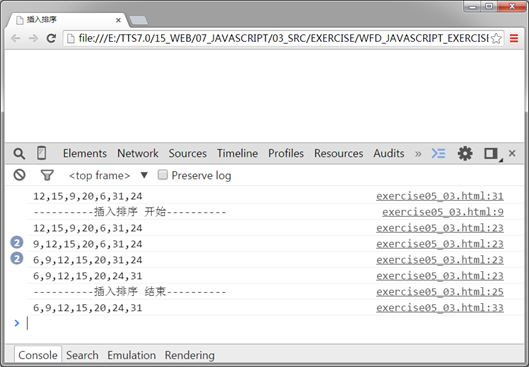 插入排序
file:///E:/TTS7.0/15_WEB/07_JAVASCRIPT/03_SRC/EXERCISE/WFD_JAVASCRIPT_EXERCISE
Elements Network Sources Timeline Profiles Resources Audits »
<top frame> ▼ Preserve log
12,15,9,20,6,31,24 exercise05_03.html:31
----------插入排序 开始---------- exercise05_03.html:9
12,15,9,20,6,31,24 exercise05_03.html:23
2 9,12,15,20,6,31,24 exercise05_03.html:23
2 6,9,12,15,20,31,24 exercise05_03.html:23
6,9,12,15,20,24,31 exercise05_03.html:23
----------插入排序 结束---------- exercise05_03.html:25
6,9,12,15,20,24,31 exercise05_03.html:33
>
Console Search Emulation Rendering